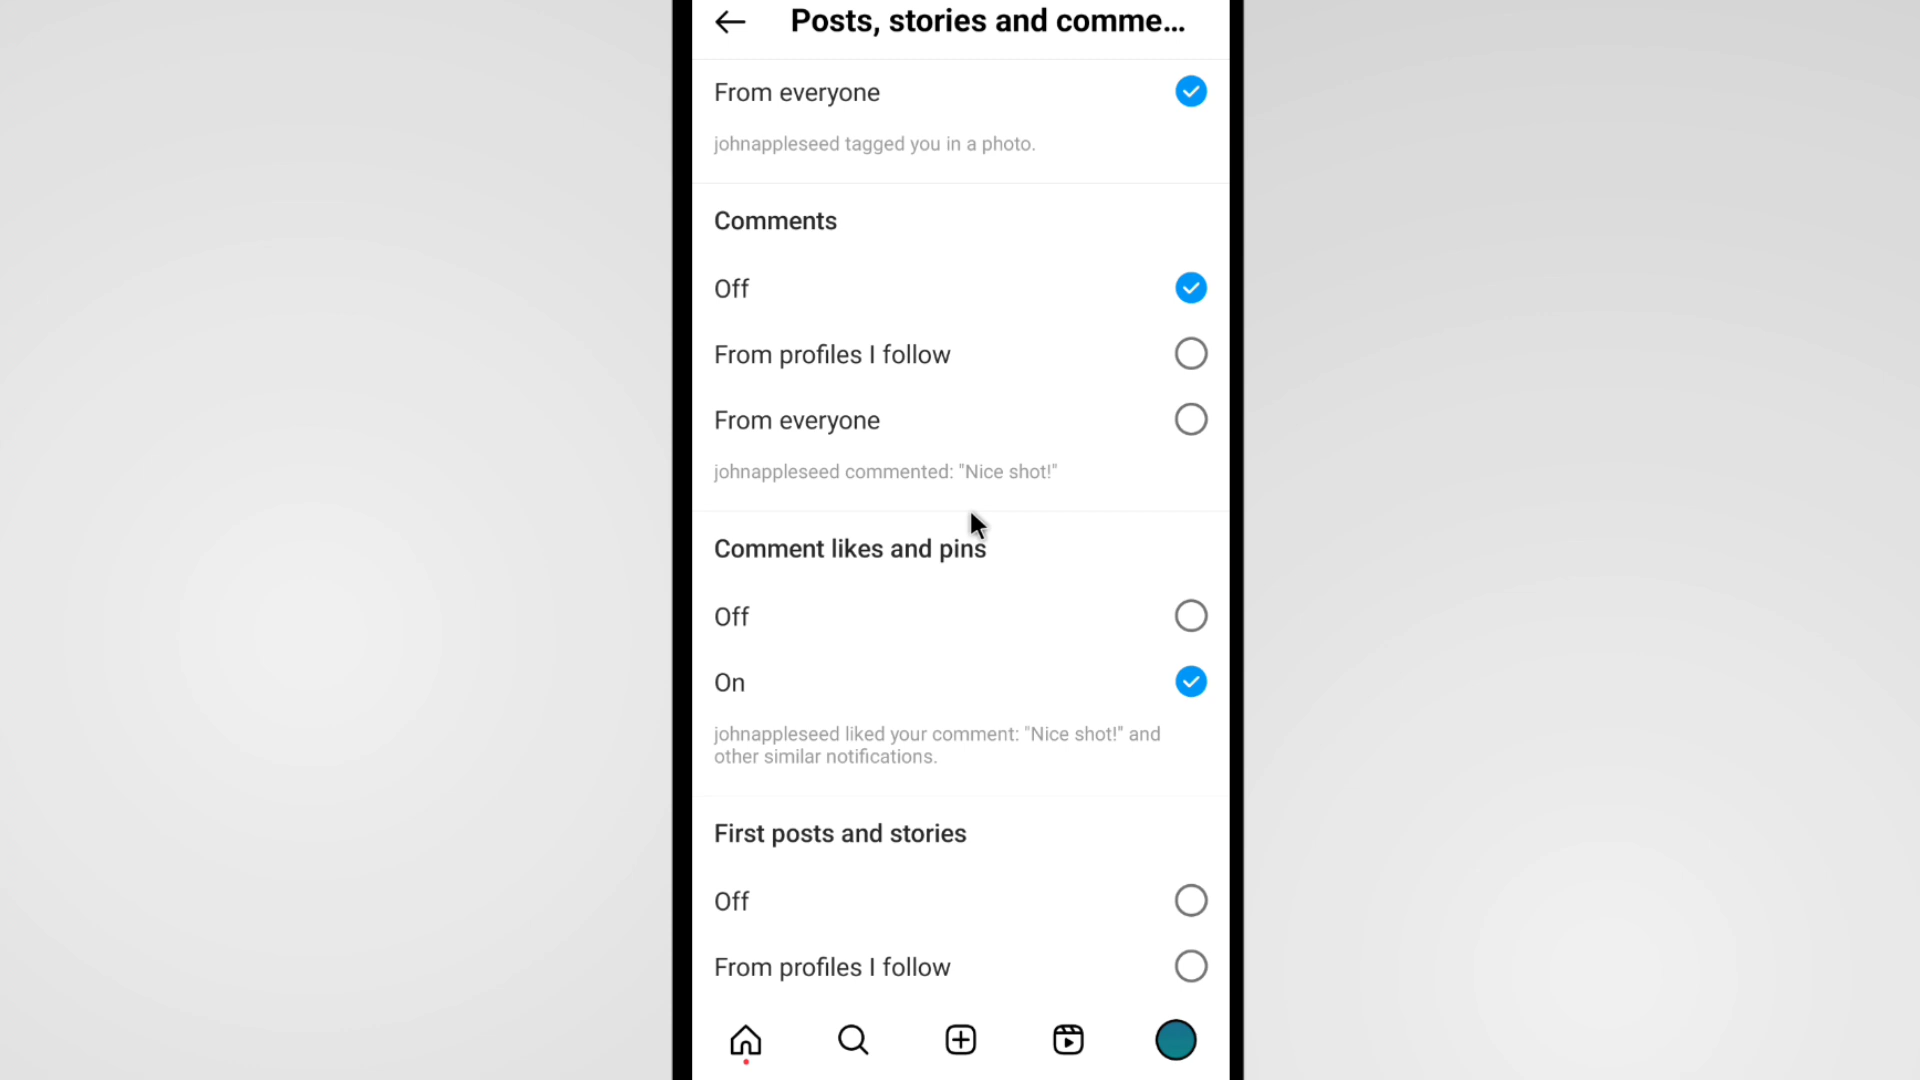 Posts, stories and comme...
From everyone
johnappleseed tagged you in a photo.
Comments
Off
From profiles I follow
From everyone
johnappleseed commented: "Nice shot!"
Comment likes and pins
Off
On
johnappleseed liked your comment: "Nice shot!" and
other similar notifications.
First posts and stories
Off
From profiles I follow